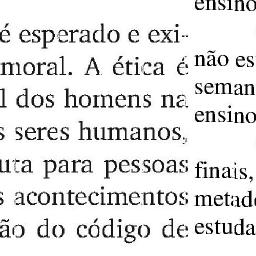 é esperado e exi-
moral. A ética é
l dos homens na
s seres humanos,
uta para pessoas
s acontecimentos
ão do código de
ensino
não es
seman
ensino
finais,
metad
estuda